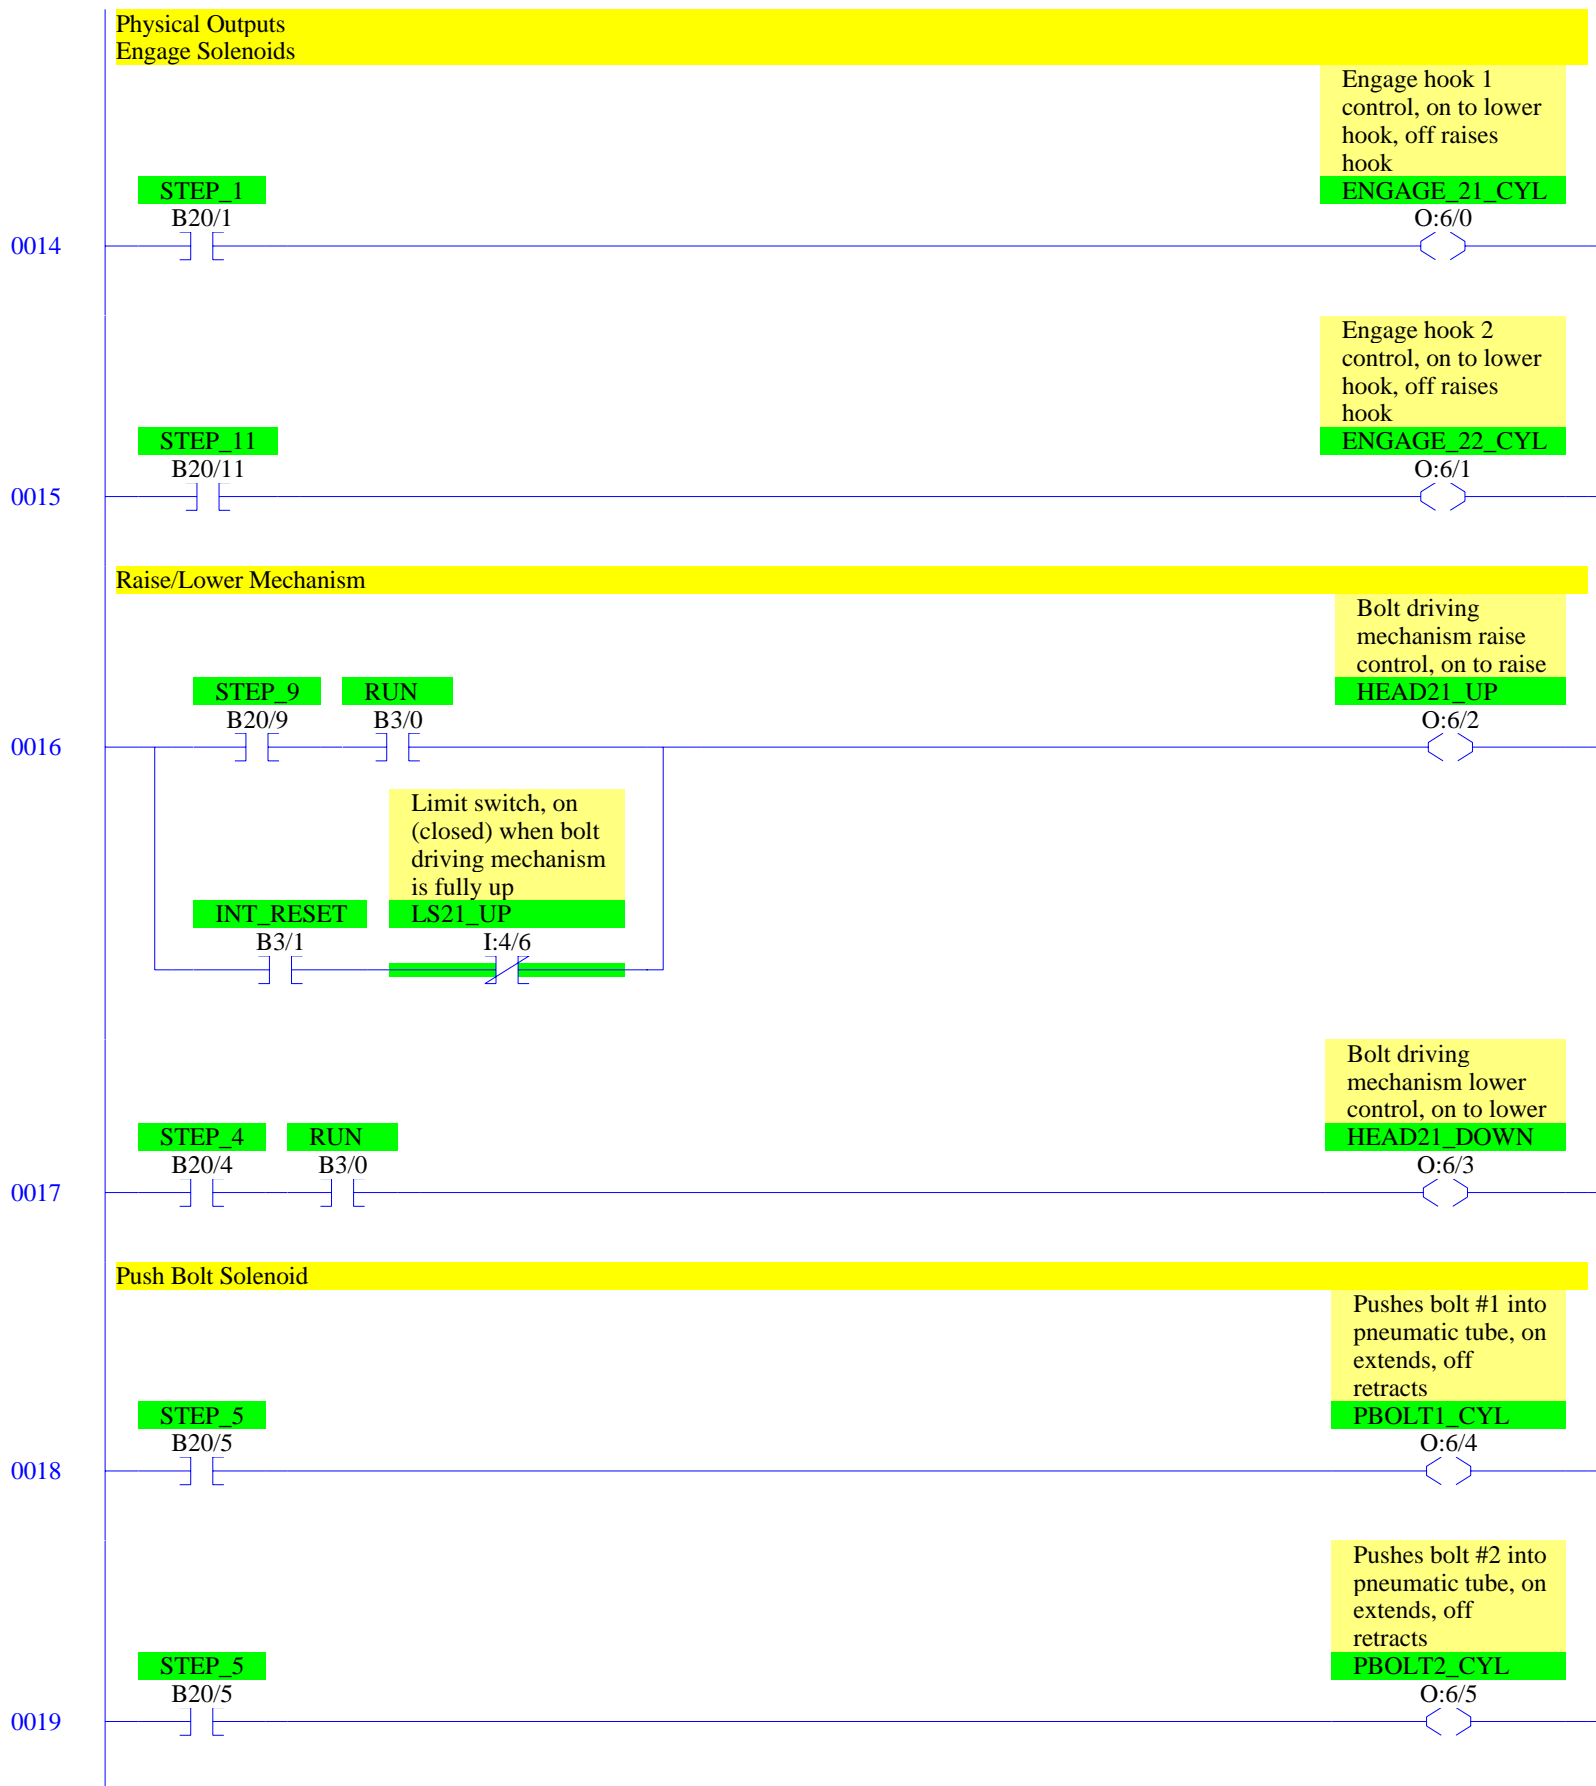 Physical Outputs
Engage Solenoids
Engage hook 1
control, on to lower
hook, off raises
hook
STEP_1
ENGAGE_21_CYL
B20/1
O:6/0
0014
Engage hook 2
control, on to lower
hook, off raises
hook
STEP_11
ENGAGE_22_CYL
B20/11
O:6/1
0015
Raise/Lower Mechanism
Bolt driving
mechanism raise
control, on to raise
STEP_9
RUN
HEAD21_UP
B20/9
B3/0
O:6/2
0016
Limit switch, on
(closed) when bolt
driving mechanism
is fully up
INT_RESET
LS21_UP
B3/1
I:4/6
Bolt driving
mechanism lower
control, on to lower
STEP_4
RUN
HEAD21_DOWN
B20/4
B3/0
O:6/3
0017
Push Bolt Solenoid
Pushes bolt #1 into
pneumatic tube, on
extends, off
retracts
STEP_5
PBOLT1_CYL
B20/5
O:6/4
0018
Pushes bolt #2 into
pneumatic tube, on
extends, off
retracts
STEP_5
PBOLT2_CYL
B20/5
O:6/5
0019